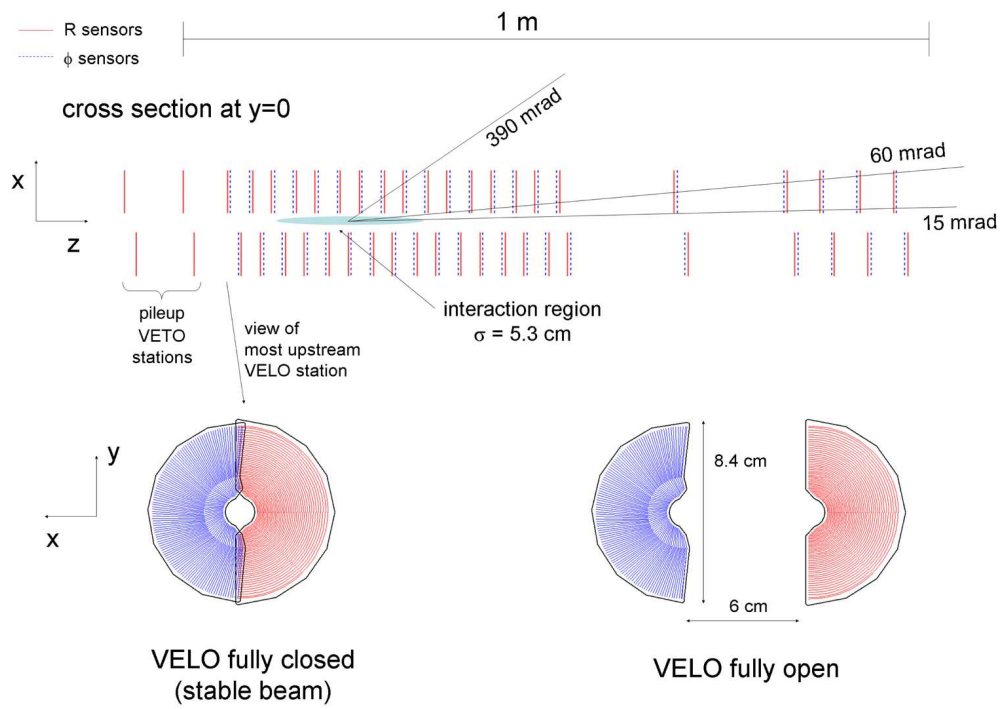 R sensors
ϕ sensors
1 m
cross section at y=0
390 mrad
60 mrad
15 mrad
x
z
pileup
VETO
stations
view of
most upstream
VELO station
interaction region
σ = 5.3 cm
y
x
8.4 cm
6 cm
VELO fully closed
(stable beam)
VELO fully open